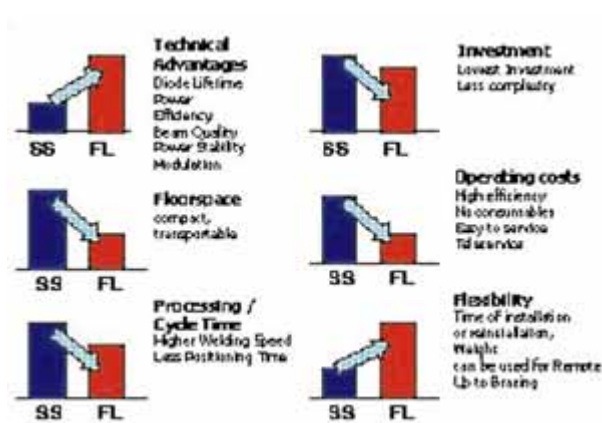 Technical
Advantages
Diode Lifetime
Power
Efficiency
Beam Quality
Power Stability
Modulation
SS FL
Investment
Lowest Investment
Less complexity
SS FL
Floorspace
compact,
transportable
SS FL
Operating costs
High efficiency
No consumables
Easy to service
Teleservice
SS FL
Processing /
Cycle Time
Higher Welding Speed
Less Positioning Time
SS FL
Flexibility
Time of installation
or reinstallation,
Weight
can be used for Remote
Up to Brazing
SS FL